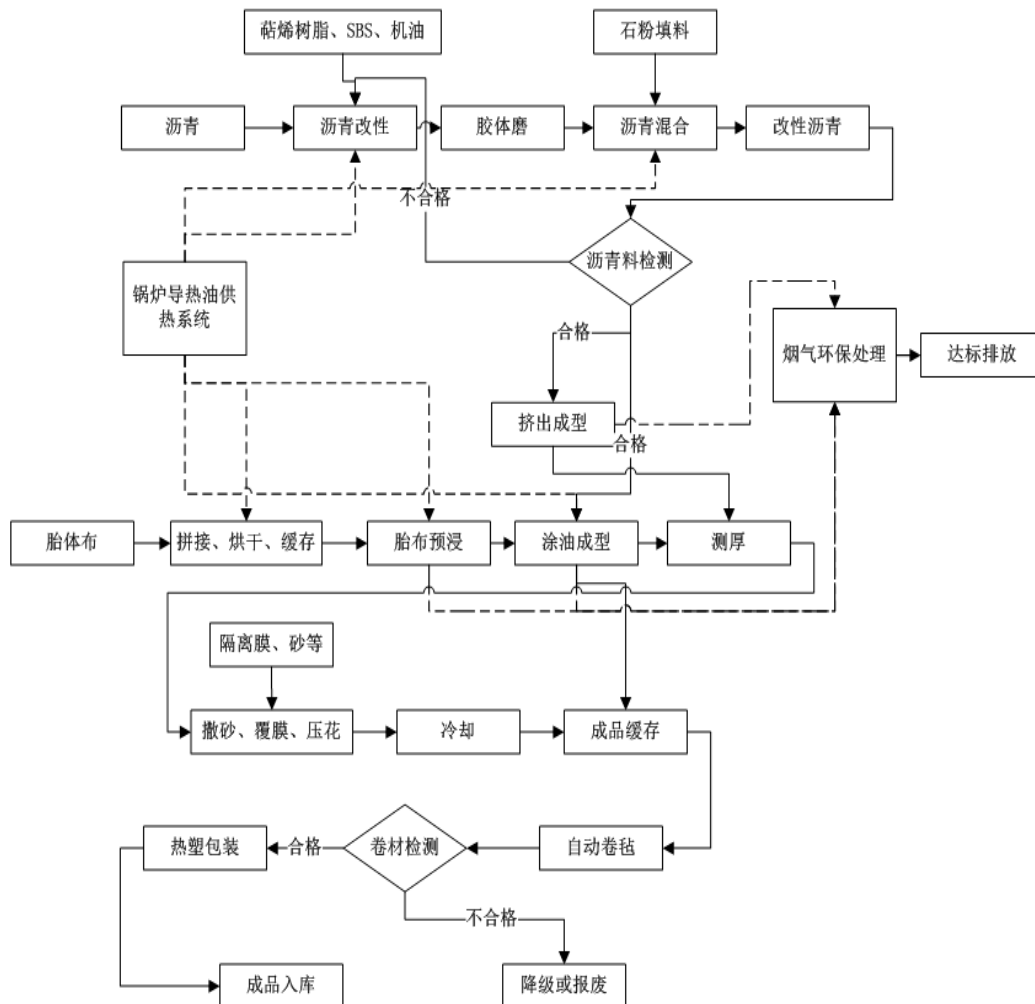 萜烯树脂、SBS、机油
石粉填料
沥青
沥青改性
胶体磨
沥青混合
改性沥青
不合格
沥青料检测
锅炉导热油供
热系统
合格
烟气环保处理
达标排放
挤出成型
合格
胎体布
拼接、烘干、缓存
胎布预浸
涂油成型
测厚
隔离膜、砂等
撒砂、覆膜、压花
冷却
成品缓存
热塑包装
合格
卷材检测
自动卷毡
不合格
成品入库
降级或报废